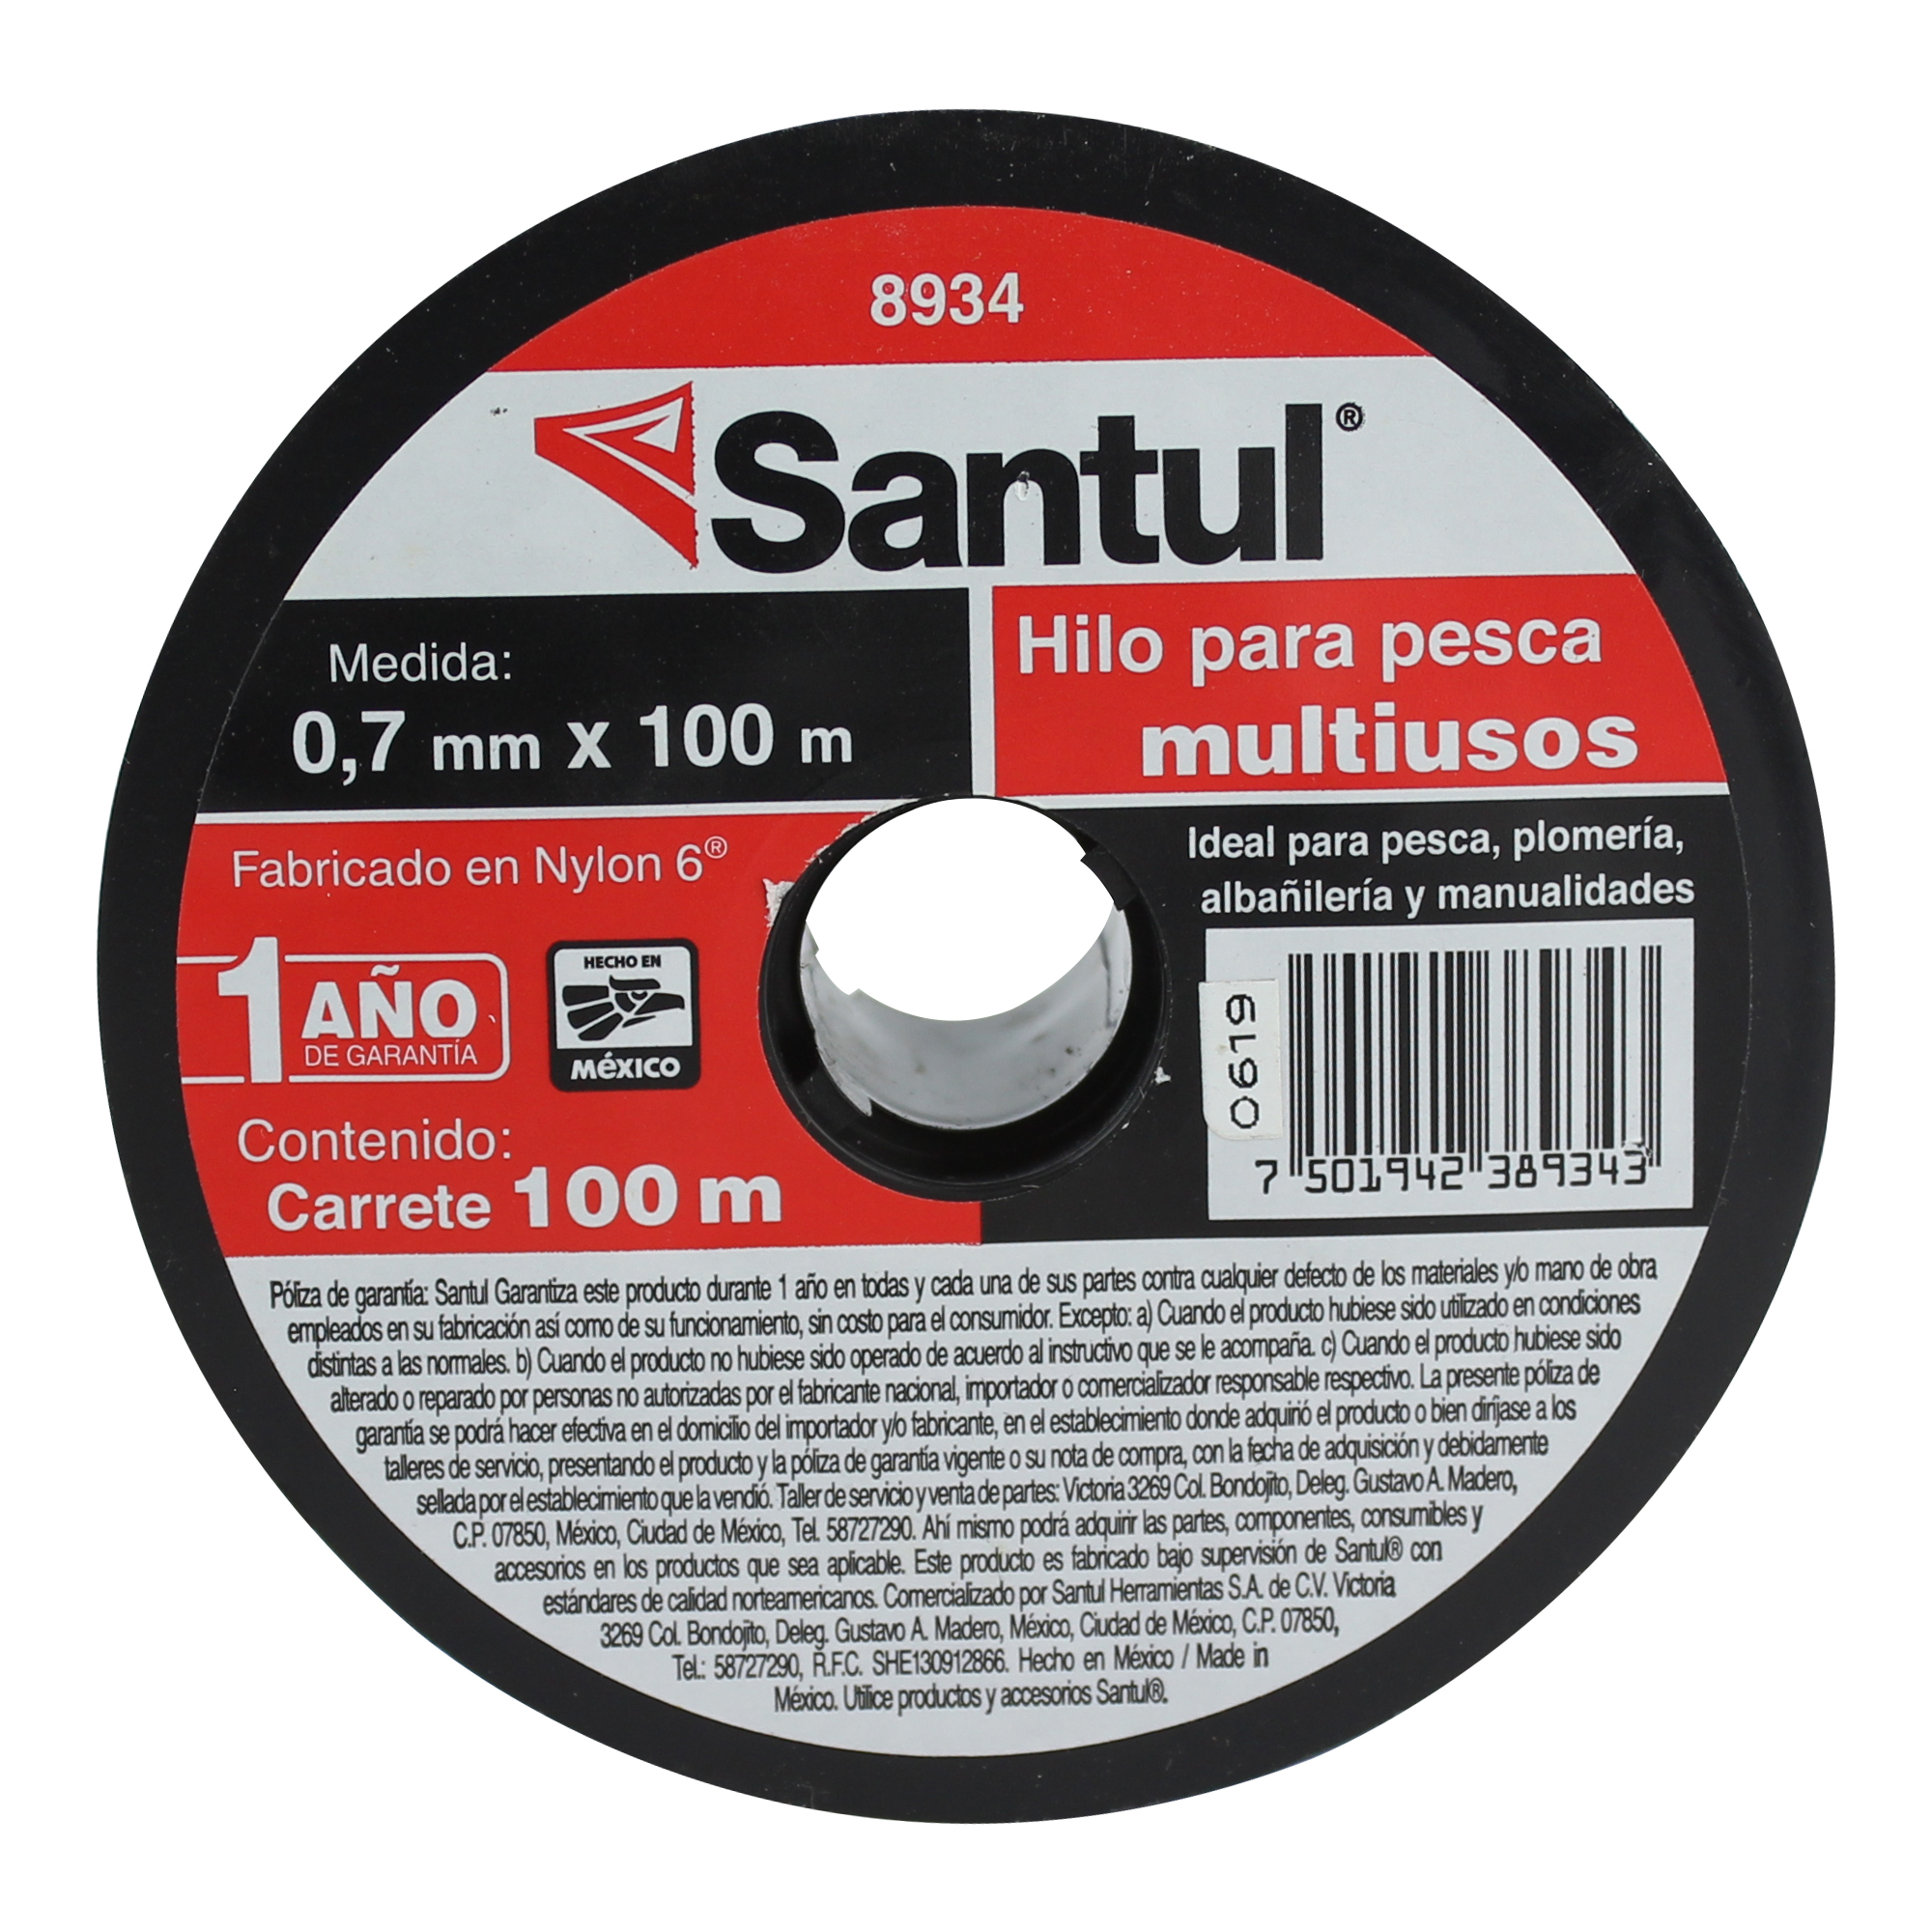 8934
Santul®
Medida:
0,7 mm x 100 m
Hilo para pesca
multiusos
Fabricado en Nylon 6®
1 AÑO
DE GARANTÍA
HECHO EN
MÉXICO
Contenido:
Carrete 100 m
Ideal para pesca, plomería,
albañilería y manualidades
0619
7 501942 389343
Póliza de garantía: Santul Garantiza este producto durante 1 año en todas y cada una de sus partes contra cualquier defecto de los materiales y/o mano de obra
empleados en su fabricación así como de su funcionamiento, sin costo para el consumidor. Excepto: a) Cuando el producto hubiese sido utilizado en condiciones
distintas a las normales. b) Cuando el producto no hubiese sido operado de acuerdo al instructivo que se le acompaña. c) Cuando el producto hubiese sido
alterado o reparado por personas no autorizadas por el fabricante nacional, importador o comercializador responsable respectivo. La presente póliza de
garantía se podrá hacer efectiva en el domicilio del importador y/o fabricante, en el establecimiento donde adquirió el producto o bien diríjase a los
talleres de servicio, presentando el producto y la póliza de garantía vigente o su nota de compra, con la fecha de adquisición y debidamente
sellada por el establecimiento que la vendió. Taller de servicio y venta de partes: Victoria 3269 Col. Bondojito, Deleg. Gustavo A. Madero,
C.P. 07850, México, Ciudad de México, Tel. 58727290. Ahí mismo podrá adquirir las partes, componentes, consumibles y
accesorios en los productos que sea aplicable. Este producto es fabricado bajo supervisión de Santul® con
estándares de calidad norteamericanos. Comercializado por Santul Herramientas S.A. de C.V. Victoria
3269 Col. Bondojito, Deleg. Gustavo A. Madero, México, Ciudad de México, C.P. 07850,
Tel.: 58727290, R.F.C. SHE130912866. Hecho en México / Made in
México. Utilice productos y accesorios Santul®.